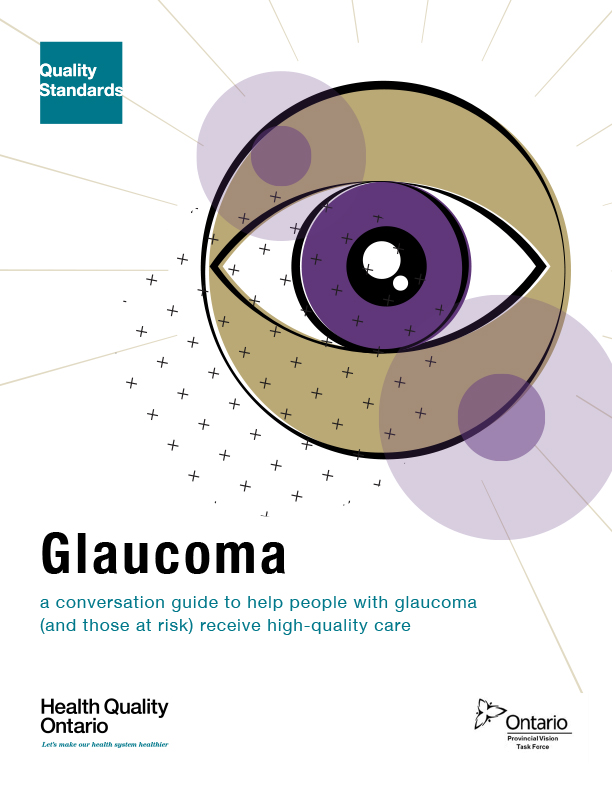 Quality
Standards
Glaucoma
a conversation guide to help people with glaucoma
(and those at risk) receive high-quality care
Health Quality
Ontario
Let's make our health system healthier
Ontario
Provincial Vision
Task Force